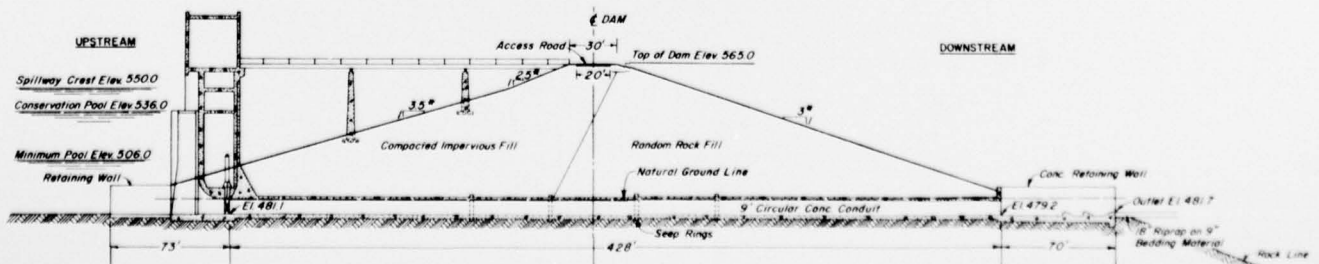 ℄ DAM
UPSTREAM
DOWNSTREAM
Access Road
30'
20'
Top of Dam Elev. 565.0
Spillway Crest Elev. 550.0
Conservation Pool Elev. 536.0
Minimum Pool Elev. 506.0
Retaining Wall
2.5#
3.5#
3#
Compacted Impervious Fill
Random Rock Fill
Natural Ground Line
Conc. Retaining Wall
El. 481.1
9' Circular Conc. Conduit
El. 479.2
Outlet El. 481.7
Seep Rings
18" Riprap on 9"
Bedding Material
Rock Line
73'
428'
70'